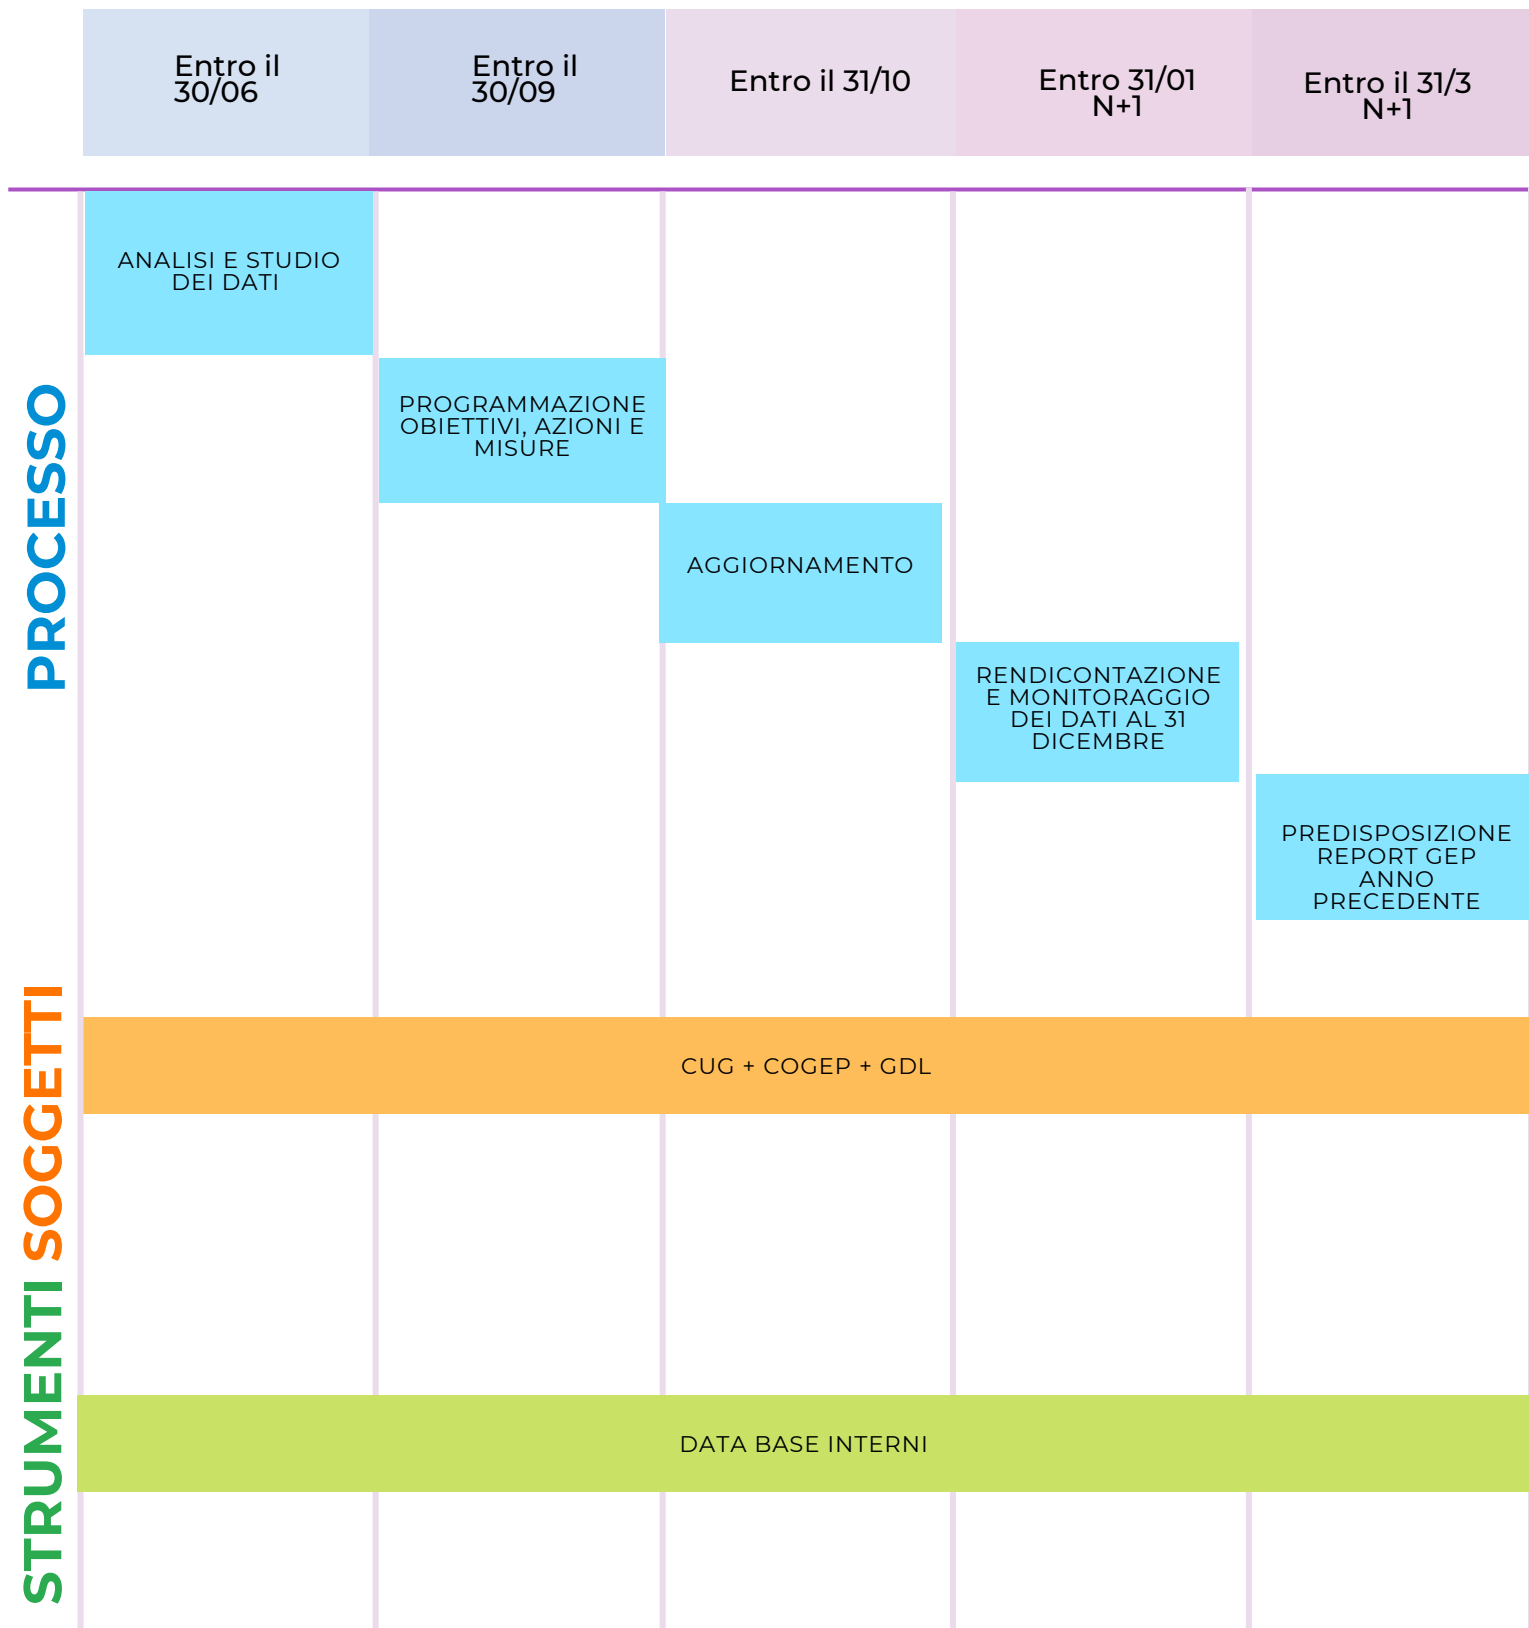 Entro il
30/06
Entro il
30/09
Entro il 31/10
Entro 31/01
N+1
Entro il 31/3
N+1
PROCESSO
ANALISI E STUDIO
DEI DATI
PROGRAMMAZIONE
OBIETTIVI, AZIONI E
MISURE
AGGIORNAMENTO
RENDICONTAZIONE
E MONITORAGGIO
DEI DATI AL 31
DICEMBRE
PREDISPOSIZIONE
REPORT GEP
ANNO
PRECEDENTE
SOGGETTI
CUG + COGEP + GDL
STRUMENTI
DATA BASE INTERNI